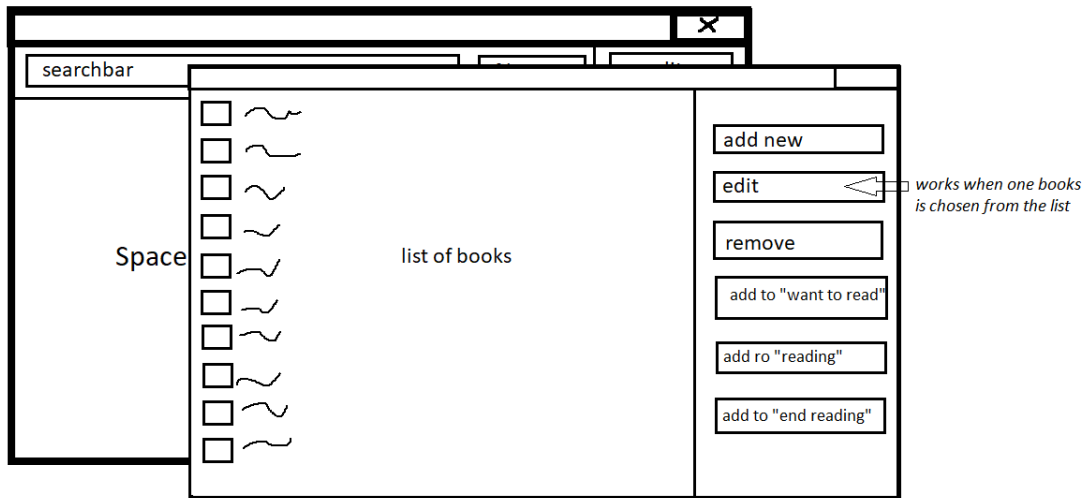 searchbar
add new
edit
works when one books
is chosen from the list
remove
Space
list of books
add to "want to read"
add ro "reading"
add to "end reading"